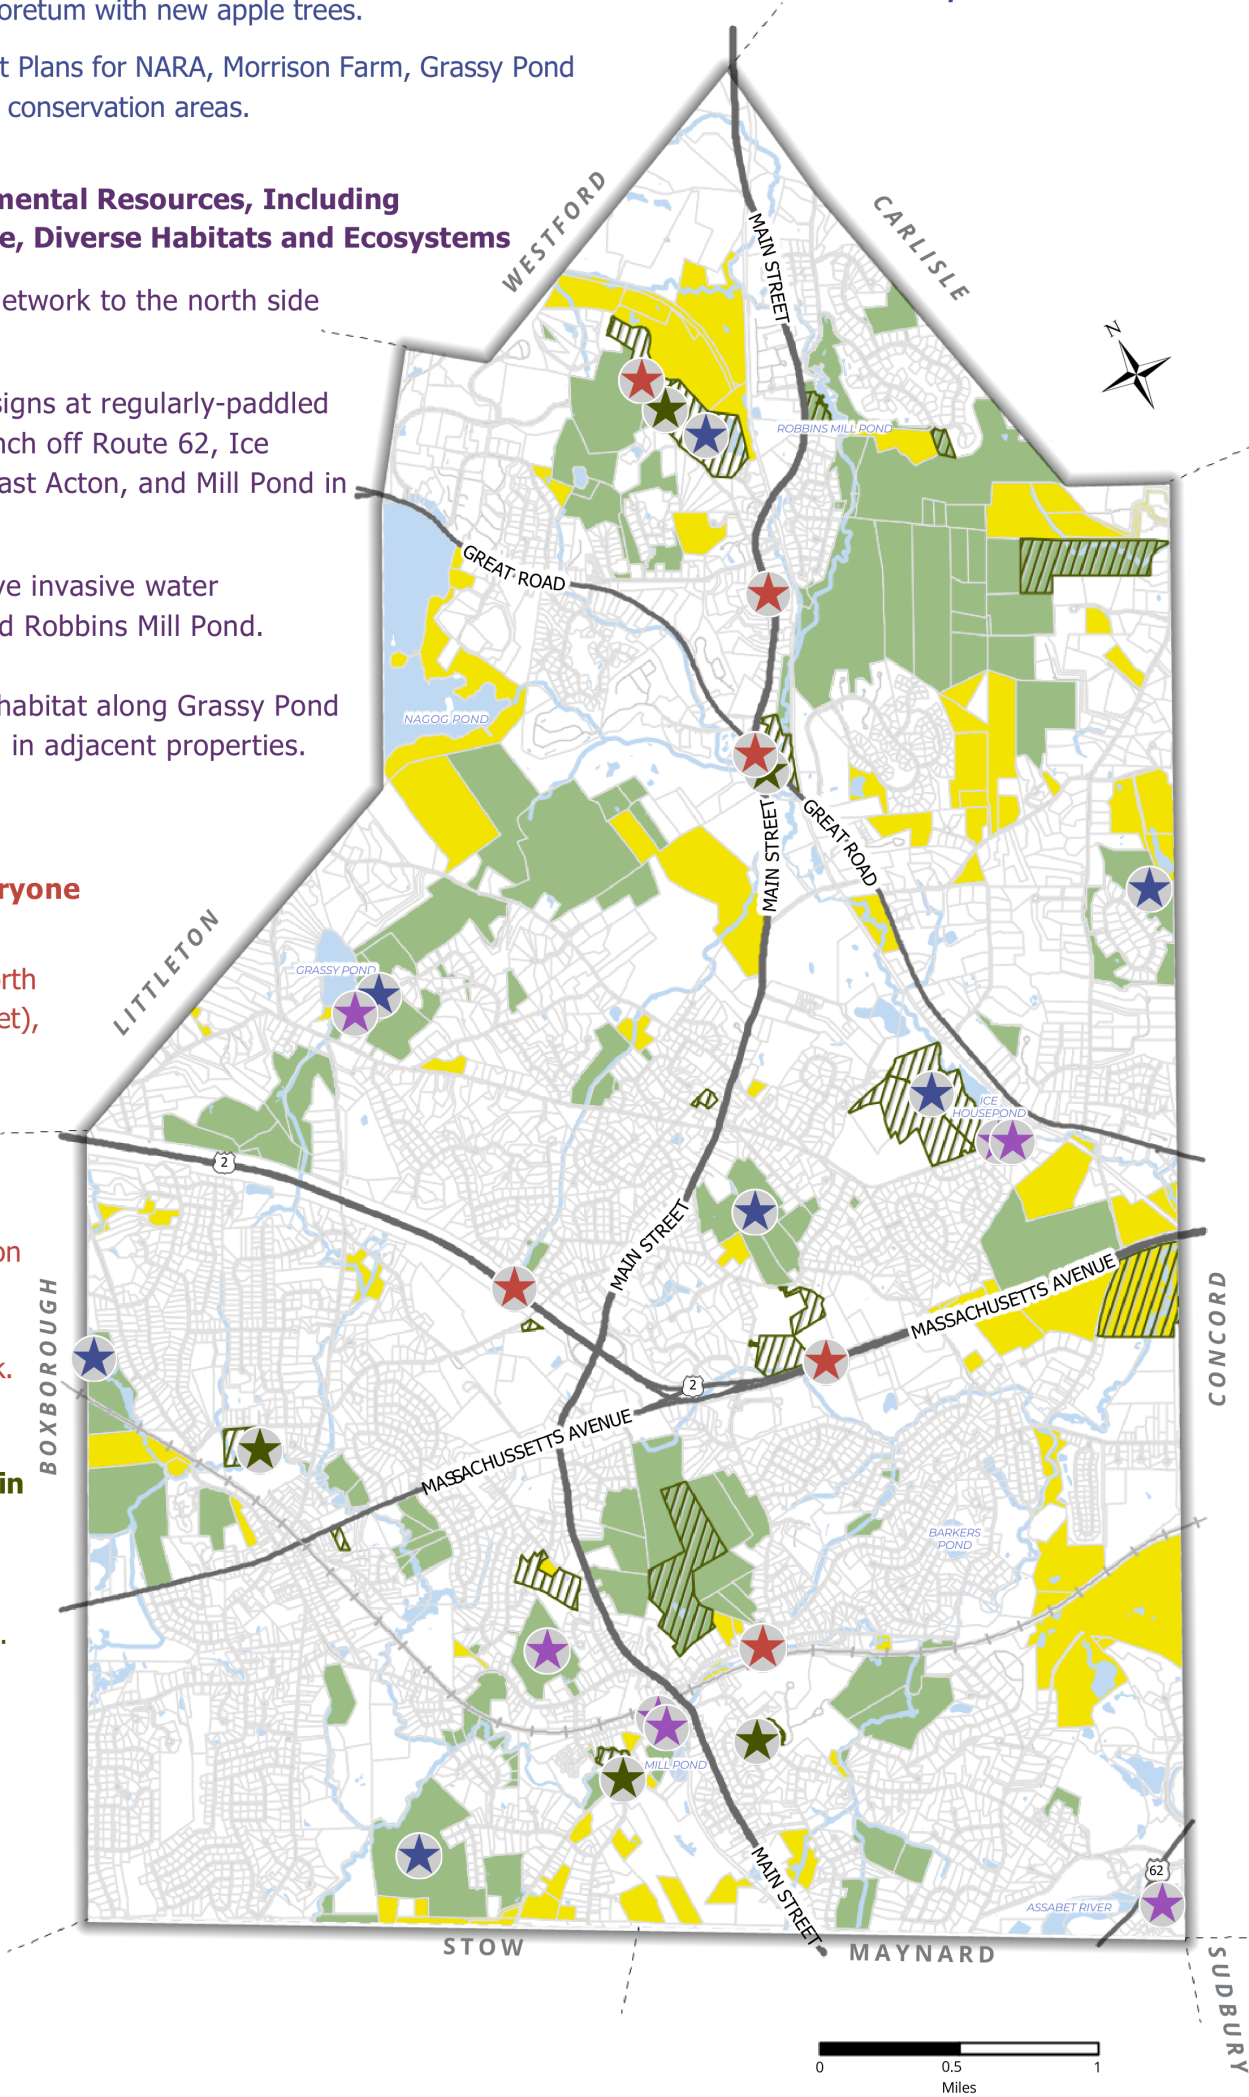 oretum with new apple trees.
t Plans for NARA, Morrison Farm, Grassy Pond
conservation areas.
mental Resources, Including
e, Diverse Habitats and Ecosystems
etwork to the north side
signs at regularly-paddled
nch off Route 62, Ice
ast Acton, and Mill Pond in
ve invasive water
d Robbins Mill Pond.
habitat along Grassy Pond
in adjacent properties.
ryone
rth
et),
on
k.
in
.
WESTFORD
CARLISLE
MAIN STREET
N
ROBBINS MILL POND
GREAT ROAD
NAGOG POND
MAIN STREET
GREAT ROAD
LITTLETON
GRASSY POND
ICE
HOUSEPOND
2
MAIN STREET
MASSACHUSETTS AVENUE
BOXBOROUGH
CONCORD
2
MASSACHUSSETTS AVENUE
BARKERS
POND
MILL POND
MAIN STREET
62
ASSABET RIVER
STOW
MAYNARD
SUDBURY
0
0.5
1
Miles